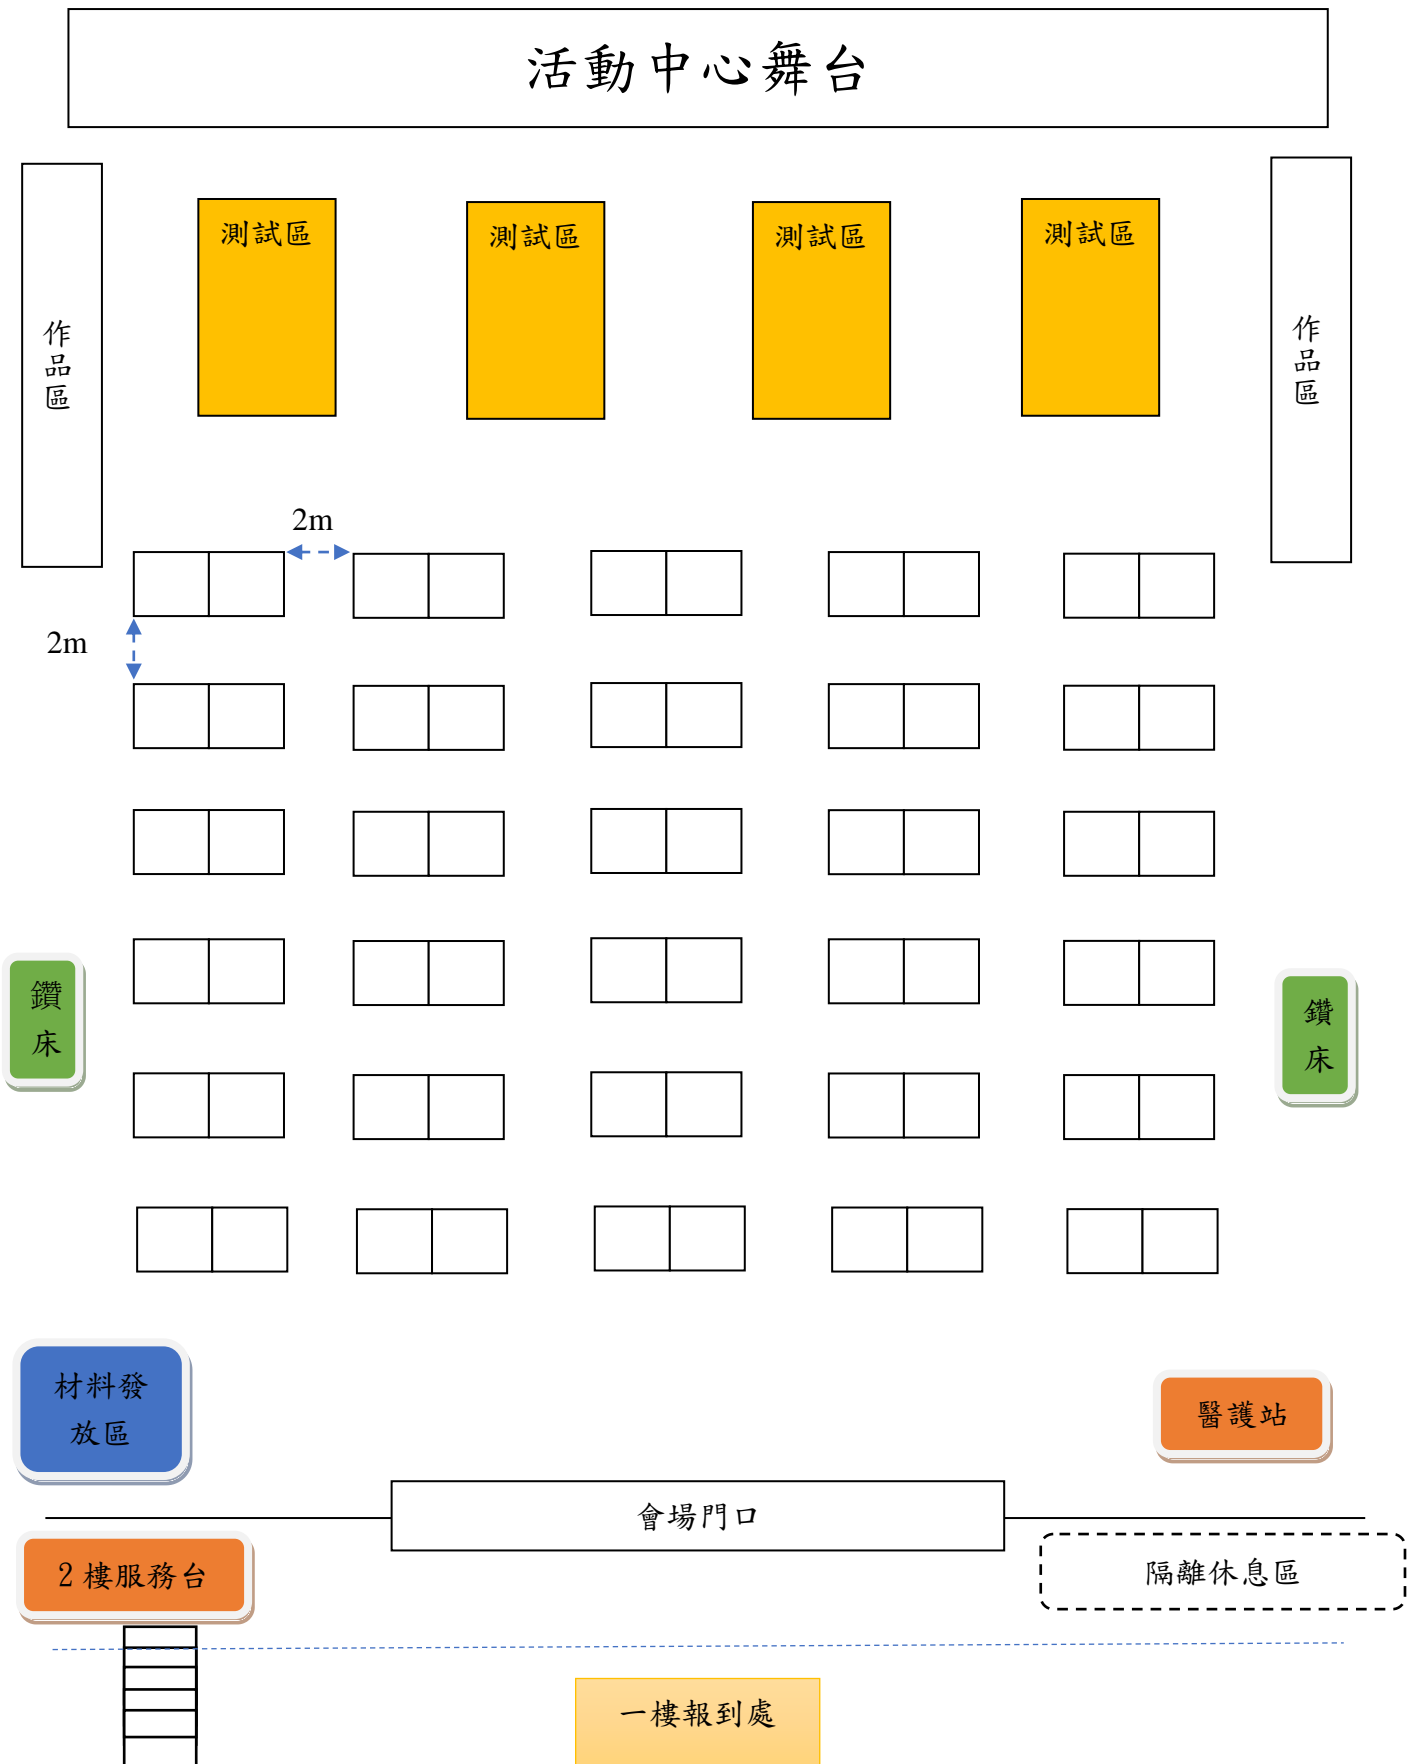 活動中心舞台
測試區
測試區
測試區
測試區
作
品
區
作
品
區
2m
2m
鑽
床
鑽
床
材料發
放區
醫護站
會場門口
2 樓服務台
隔離休息區
一樓報到處